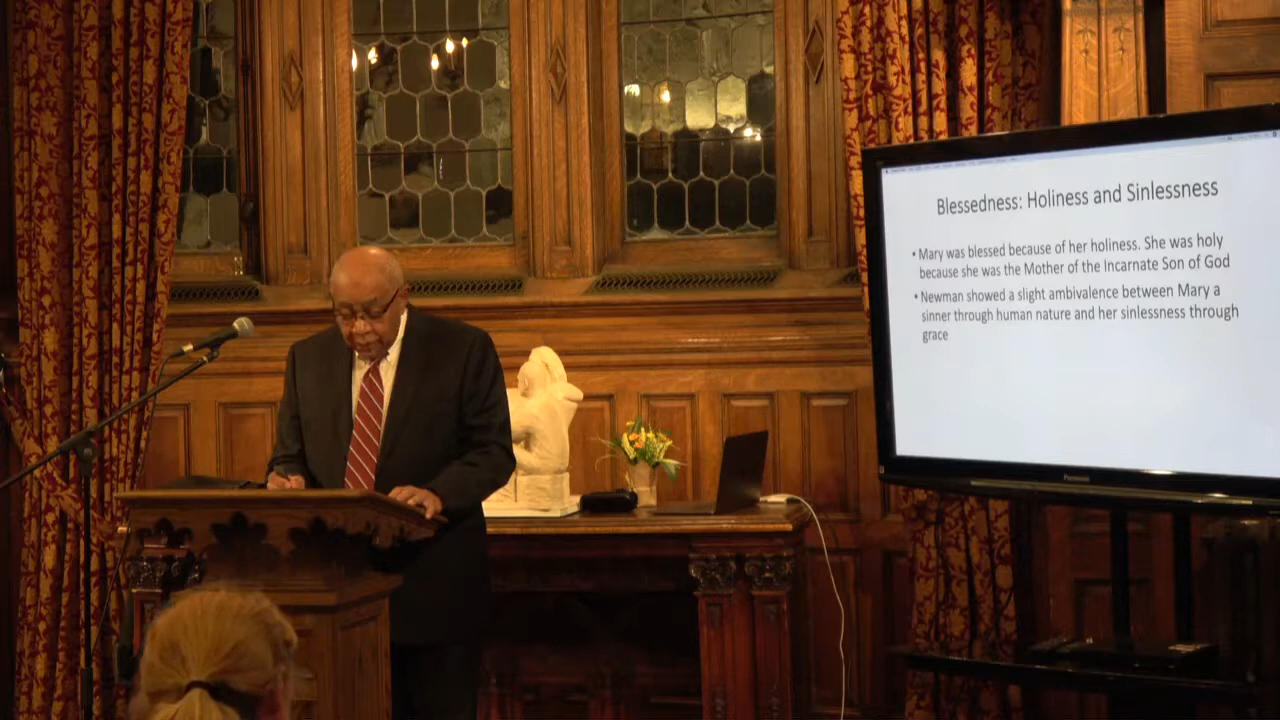 Blessedness: Holiness and Sinlessness
• Mary was blessed because of her holiness. She was holy
because she was the Mother of the Incarnate Son of God
• Newman showed a slight ambivalence between Mary a
sinner through human nature and her sinlessness through
grace
Panasonic